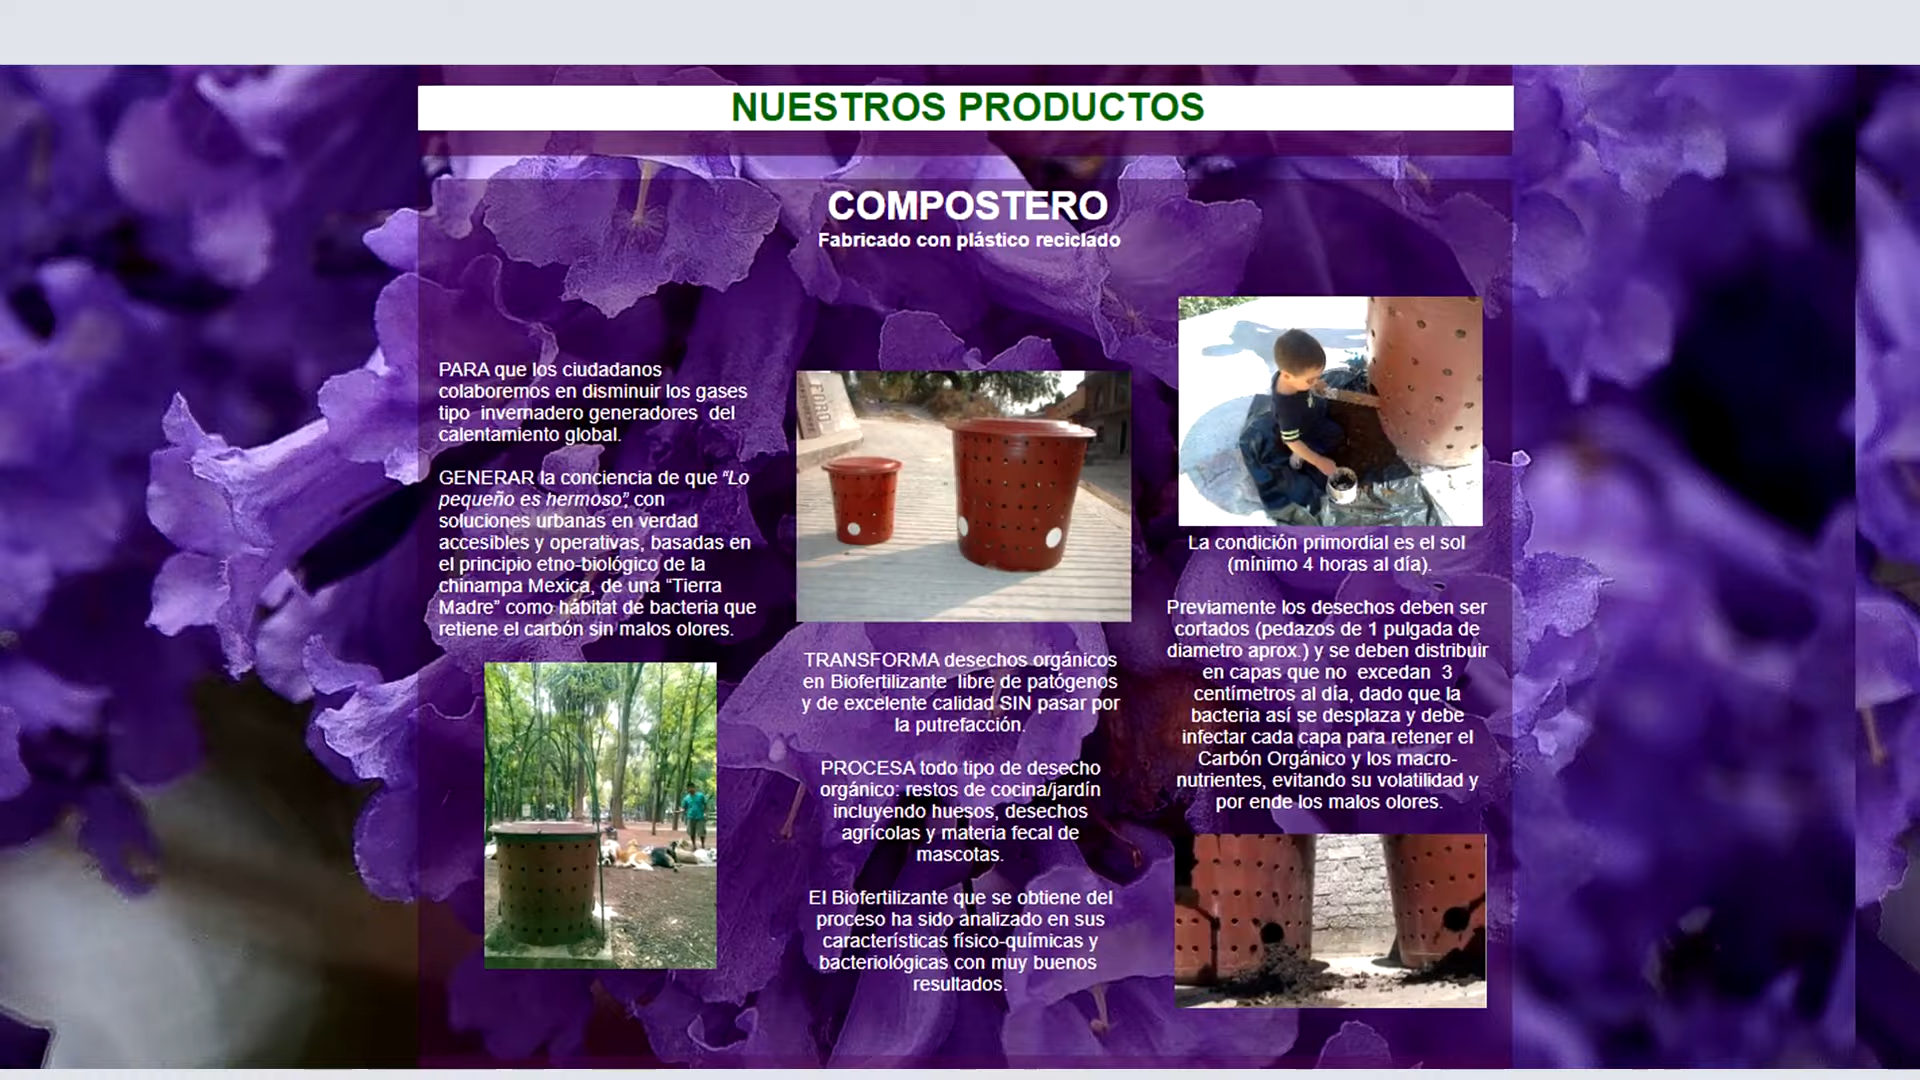 NUESTROS PRODUCTOS
COMPOSTERO
Fabricado con plástico reciclado
PARA que los ciudadanos
colaboremos en disminuir los gases
tipo  invernadero generadores  del
calentamiento global.
GENERAR la conciencia de que “Lo
pequeño es hermoso”, con
soluciones urbanas en verdad
accesibles y operativas, basadas en
el principio etno-biológico de la
chinampa Mexica, de una “Tierra
Madre” como hábitat de bacteria que
retiene el carbón sin malos olores.
TRANSFORMA desechos orgánicos
en Biofertilizante  libre de patógenos
y de excelente calidad SIN pasar por
la putrefacción.
PROCESA todo tipo de desecho
orgánico: restos de cocina/jardín
incluyendo huesos, desechos
agrícolas y materia fecal de
mascotas.
El Biofertilizante que se obtiene del
proceso ha sido analizado en sus
características físico-químicas y
bacteriológicas con muy buenos
resultados.
La condición primordial es el sol
(mínimo 4 horas al día).
Previamente los desechos deben ser
cortados (pedazos de 1 pulgada de
diametro aprox.) y se deben distribuir
en capas que no  excedan  3
centímetros al día, dado que la
bacteria así se desplaza y debe
infectar cada capa para retener el
Carbón Orgánico y los macro-
nutrientes, evitando su volatilidad y
por ende los malos olores.